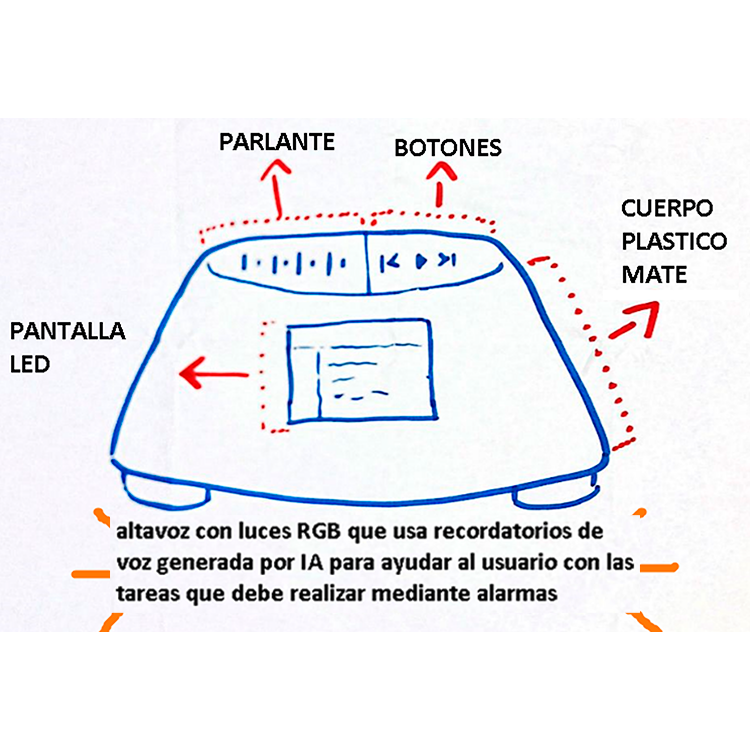 PARLANTE
BOTONES
CUERPO
PLASTICO
MATE
PANTALLA
LED
altavoz con luces RGB que usa recordatorios de
voz generada por IA para ayudar al usuario con las
tareas que debe realizar mediante alarmas